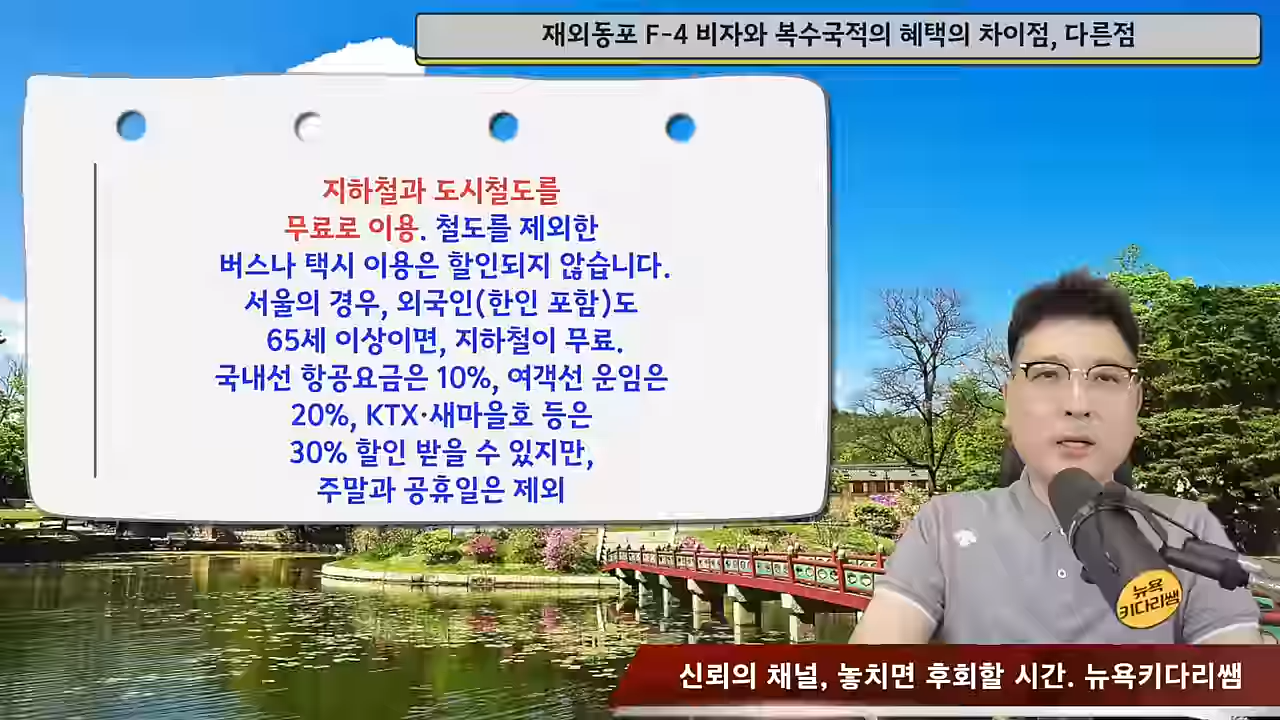 재외동포 F-4 비자와 복수국적의 혜택의 차이점, 다른점
지하철과 도시철도를
무료로 이용. 철도를 제외한
버스나 택시 이용은 할인되지 않습니다.
서울의 경우, 외국인(한인 포함)도
65세 이상이면, 지하철이 무료.
국내선 항공요금은 10%, 여객선 운임은
20%, KTX·새마을호 등은
30% 할인 받을 수 있지만,
주말과 공휴일은 제외
뉴욕
키다리쌤
신뢰의 채널, 놓치면 후회할 시간. 뉴욕키다리쌤